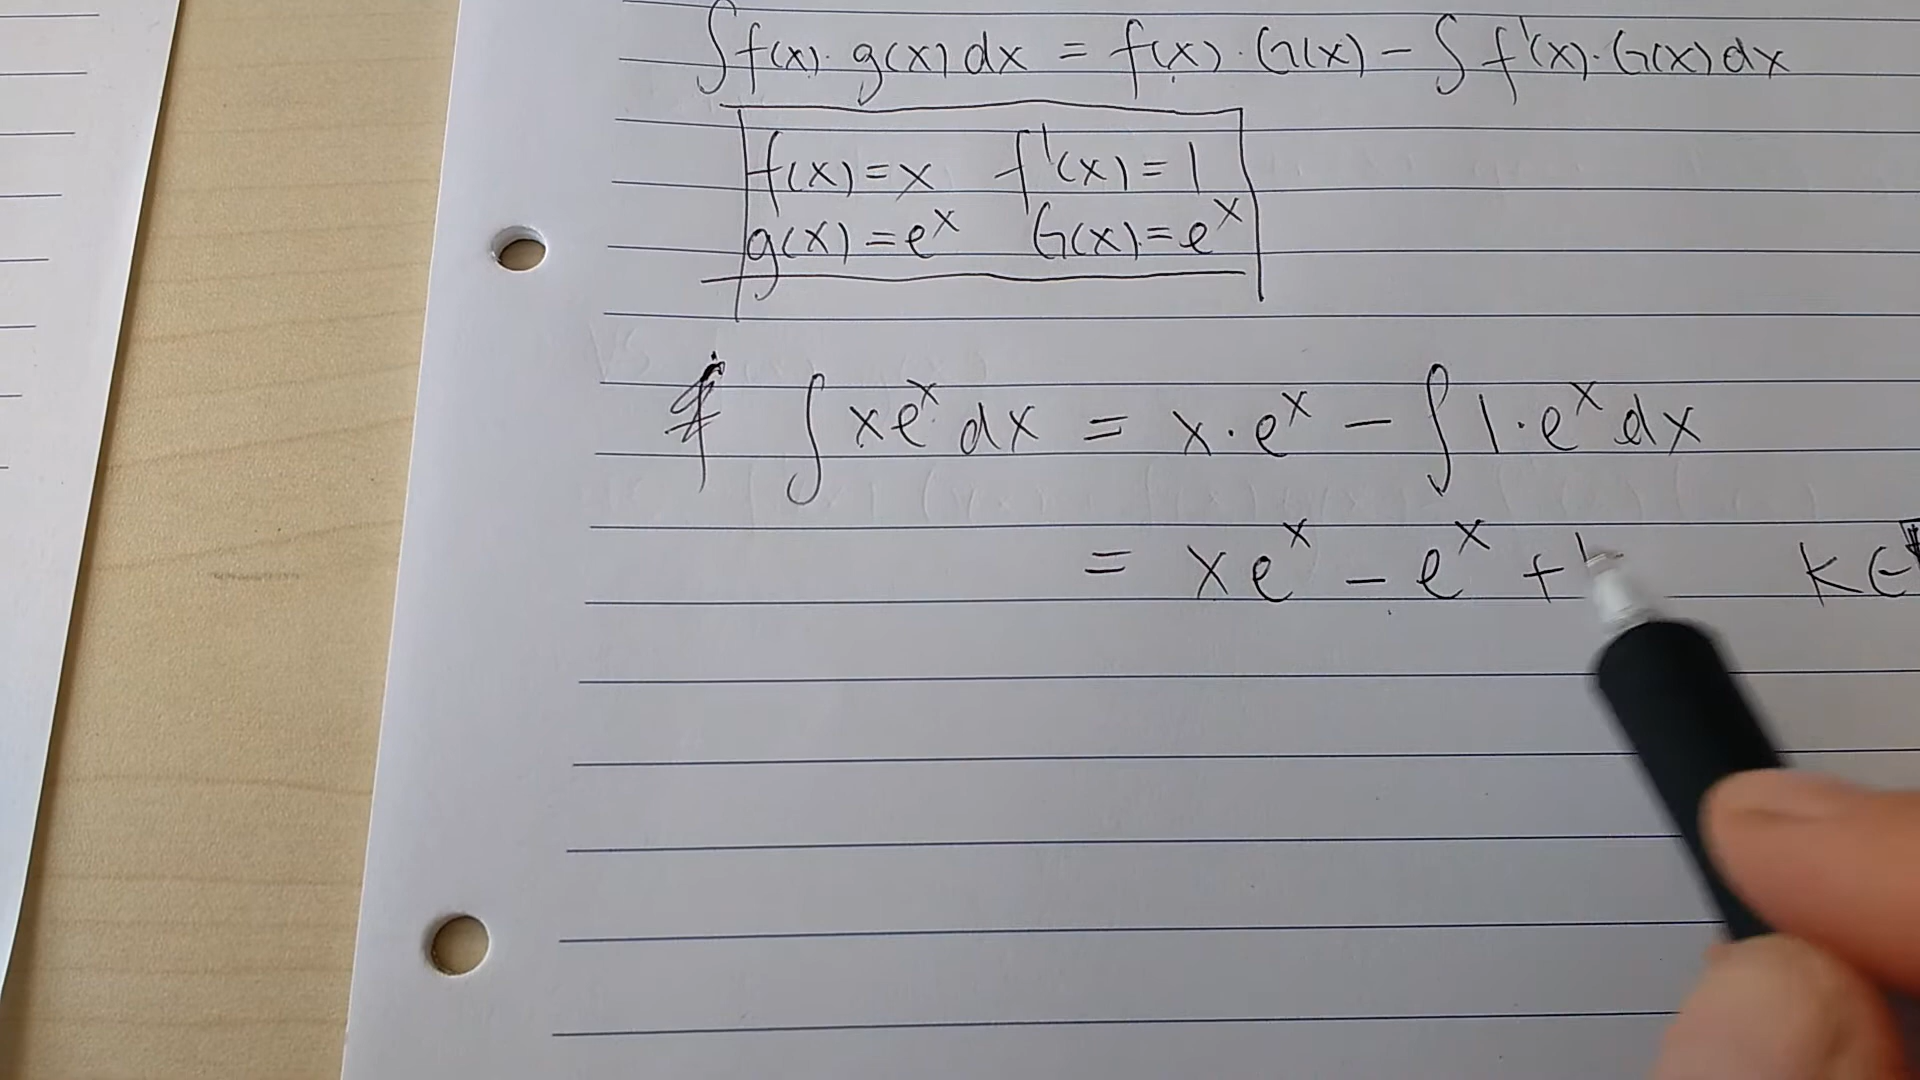 ∫f(x)·g(x)dx = f(x)·G(x) − ∫f'(x)·G(x)dx
f(x)=x f'(x)=1
g(x)=eˣ G(x)=eˣ
∫xeˣdx = x·eˣ − ∫1·eˣdx
= xeˣ − eˣ + k∈